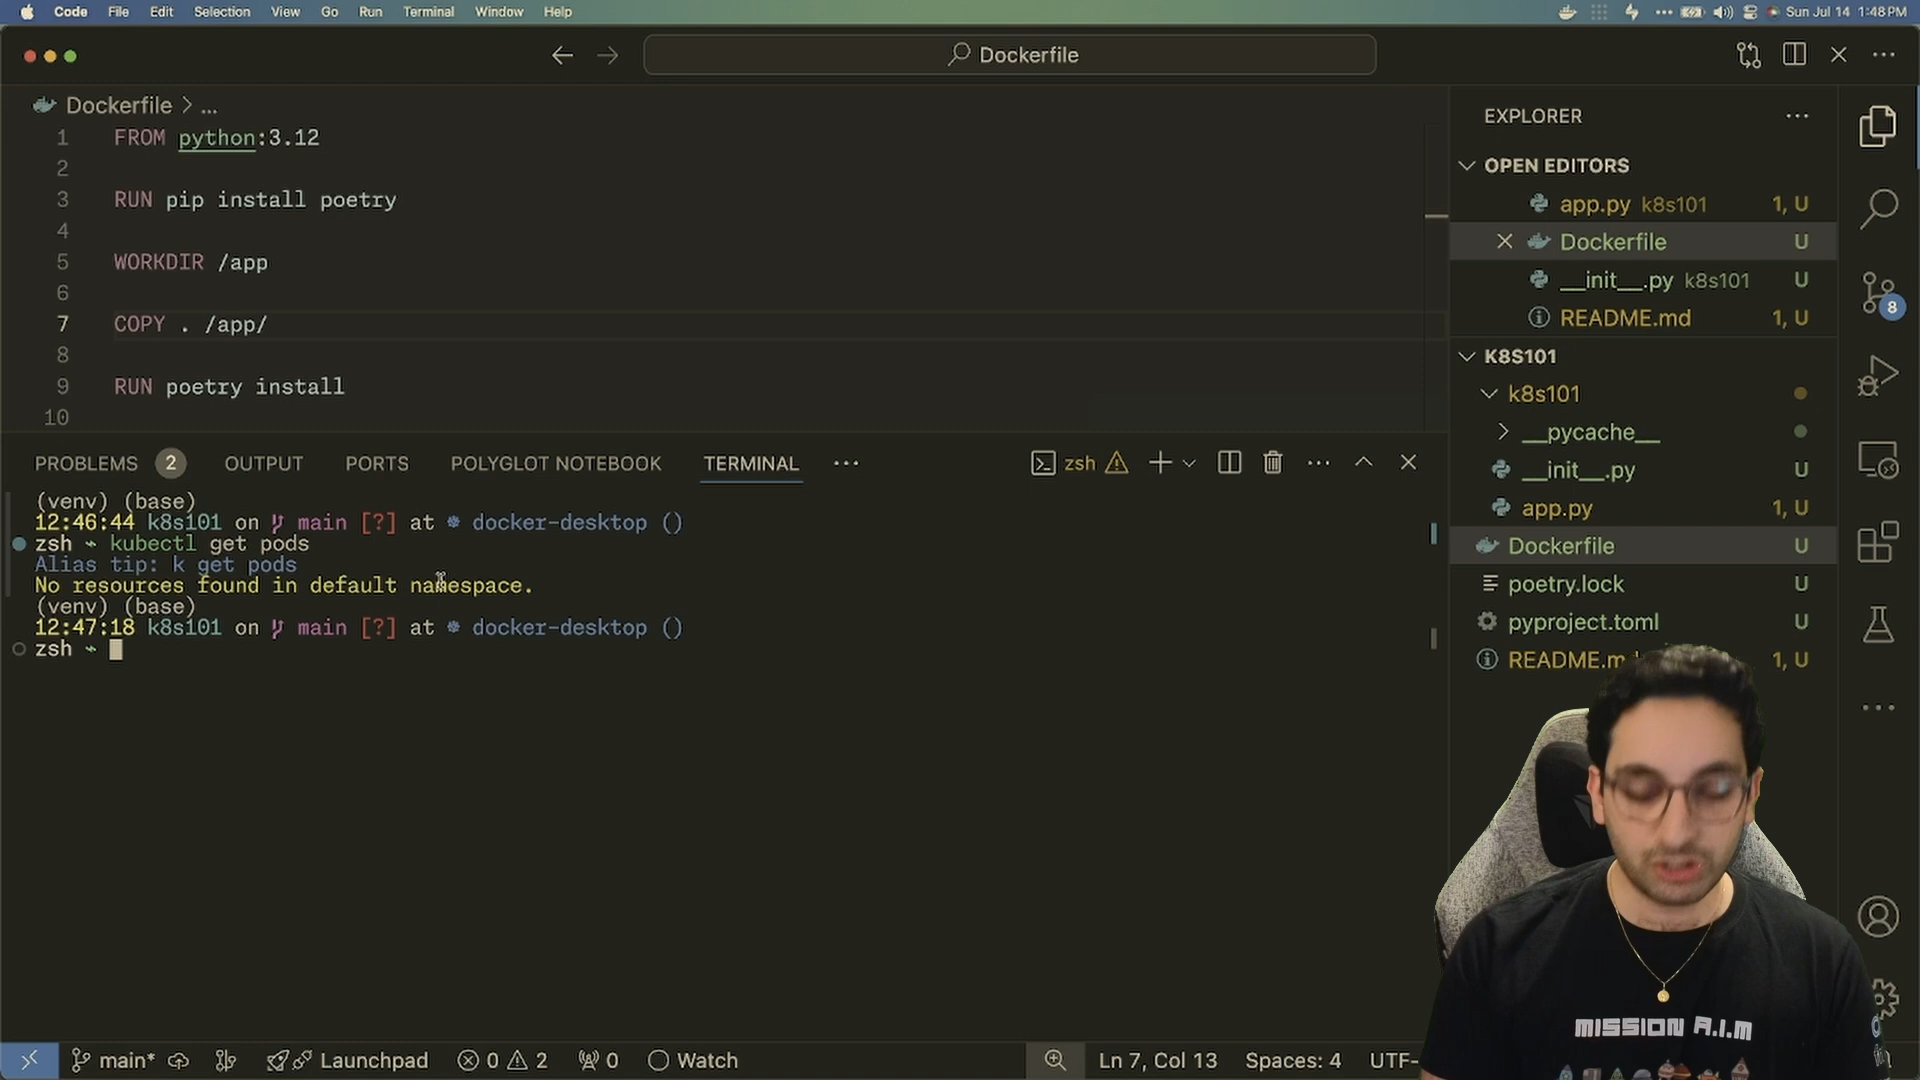 Code File Edit Selection View Go Run Terminal Window Help
Sun Jul 14 1:48 PM
Dockerfile
Dockerfile > ...
1 FROM python:3.12
2
3 RUN pip install poetry
4
5 WORKDIR /app
6
7 COPY . /app/
8
9 RUN poetry install
10
PROBLEMS 2 OUTPUT PORTS POLYGLOT NOTEBOOK TERMINAL ...
zsh
(venv) (base)
12:46:44 k8s101 on main [?] at docker-desktop ()
zsh kubectl get pods
Alias tip: k get pods
No resources found in default namespace.
(venv) (base)
12:47:18 k8s101 on main [?] at docker-desktop ()
zsh
EXPLORER
OPEN EDITORS
app.py k8s101 1, U
Dockerfile U
__init__.py k8s101 U
README.md 1, U
K8S101
k8s101
__pycache__
__init__.py U
app.py 1, U
Dockerfile U
poetry.lock U
pyproject.toml U
README.m 1, U
8
MISSION A.I.M
main* Launchpad 0 2 0 Watch
Ln 7, Col 13 Spaces: 4 UTF-